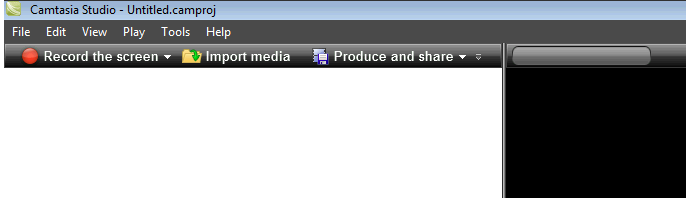 Camtasia Studio - Untitled.camproj
File Edit View Play Tools Help
Record the screen Import media Produce and share